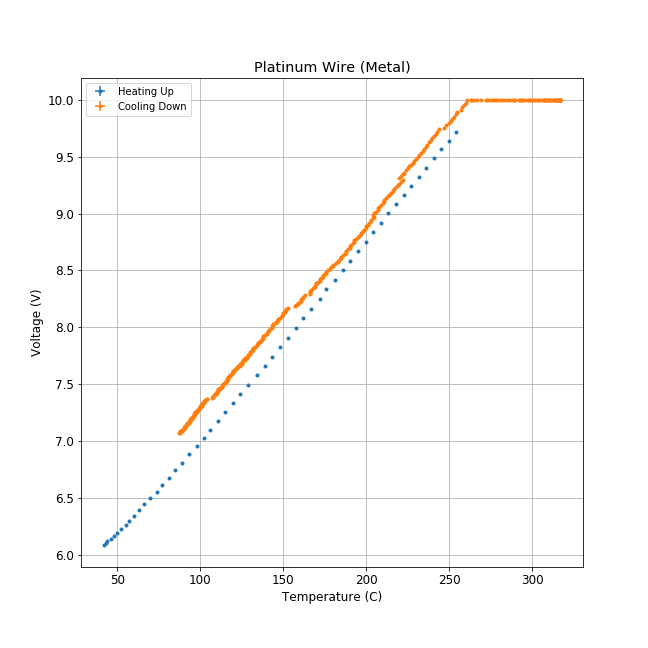 Platinum Wire (Metal)
Heating Up
Cooling Down
10.0
9.5
9.0
8.5
8.0
7.5
7.0
6.5
6.0
Voltage (V)
50 100 150 200 250 300
Temperature (C)